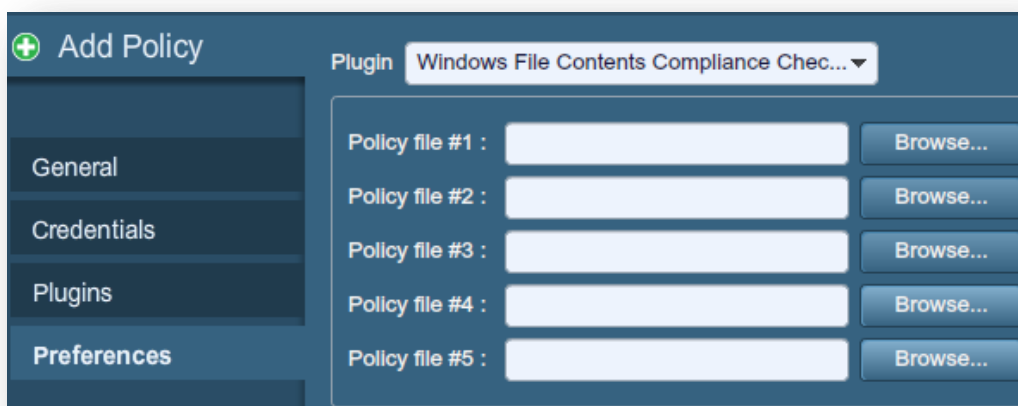 Add Policy
General
Credentials
Plugins
Preferences
Plugin Windows File Contents Compliance Chec...
Policy file #1 : Browse...
Policy file #2 : Browse...
Policy file #3 : Browse...
Policy file #4 : Browse...
Policy file #5 : Browse...